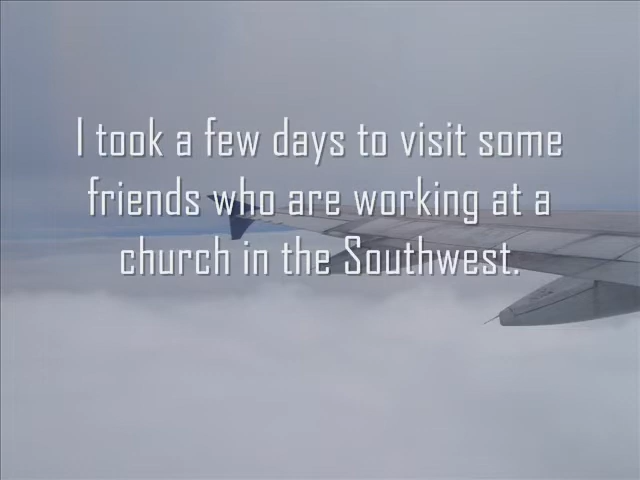 I took a few days to visit some
friends who are working at a
church in the Southwest.